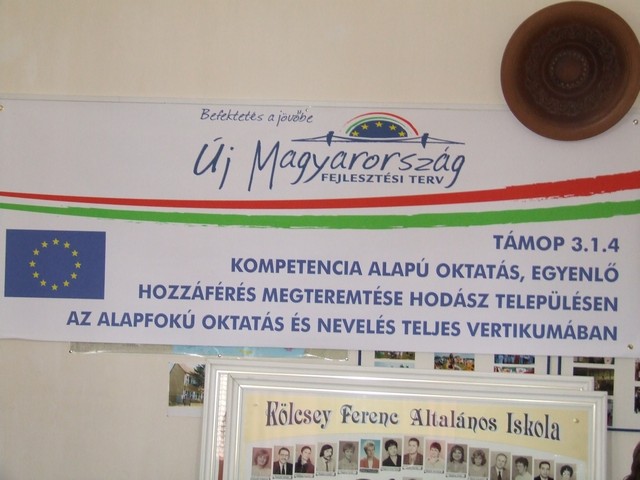 Befektetés a jövőbe
Új Magyarország
FEJLESZTÉSI TERV
TÁMOP 3.1.4
KOMPETENCIA ALAPÚ OKTATÁS, EGYENLŐ
HOZZÁFÉRÉS MEGTEREMTÉSE HODÁSZ TELEPÜLÉSEN
AZ ALAPFOKÚ OKTATÁS ÉS NEVELÉS TELJES VERTIKUMÁBAN
Kölcsey Ferenc Általános Iskola